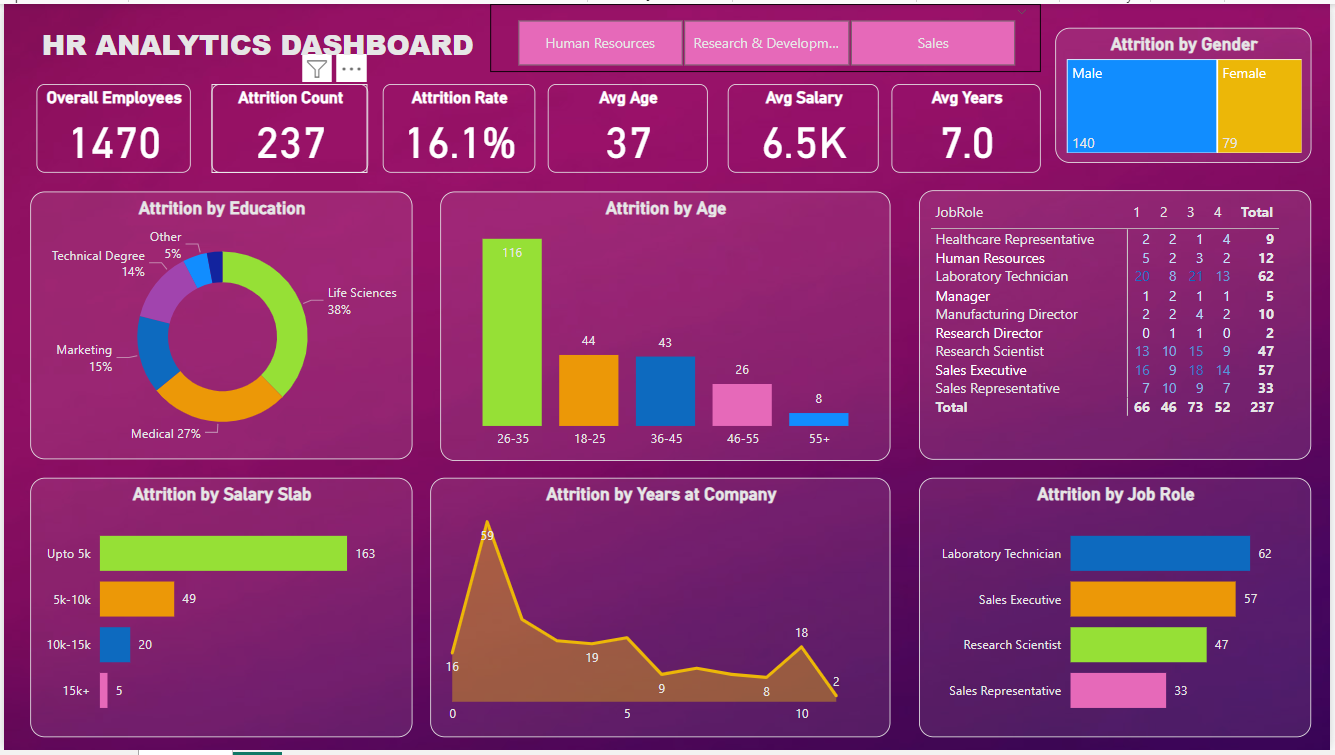 HR ANALYTICS DASHBOARD
Human Resources
Research & Developm...
Sales
Attrition by Gender
Male
Female
140
79
Overall Employees
1470
Attrition Count
237
Attrition Rate
16.1%
Avg Age
37
Avg Salary
6.5K
Avg Years
7.0
Attrition by Education
Other
5%
Technical Degree
14%
Life Sciences
38%
Marketing
15%
Medical 27%
Attrition by Age
116
44
43
26
8
26-35 18-25 36-45 46-55 55+
JobRole 1 2 3 4 Total
Healthcare Representative 2 2 1 4 9
Human Resources 5 2 3 2 12
Laboratory Technician 20 8 21 13 62
Manager 1 2 1 1 5
Manufacturing Director 2 2 4 2 10
Research Director 0 1 1 0 2
Research Scientist 13 10 15 9 47
Sales Executive 16 9 18 14 57
Sales Representative 7 10 9 7 33
Total 66 46 73 52 237
Attrition by Salary Slab
Upto 5k 163
5k-10k 49
10k-15k 20
15k+ 5
Attrition by Years at Company
59
16
19
9
8
18
2
0 5 10
Attrition by Job Role
Laboratory Technician 62
Sales Executive 57
Research Scientist 47
Sales Representative 33